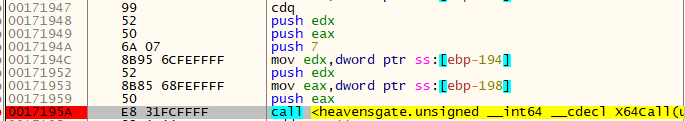 00171947 99 cdq
00171948 52 push edx
00171949 50 push eax
0017194A 6A 07 push 7
0017194C 8B95 6CFEFFFF mov edx,dword ptr ss:[ebp-194]
00171952 52 push edx
00171953 8B85 68FEFFFF mov eax,dword ptr ss:[ebp-198]
00171959 50 push eax
0017195A E8 31FCFFFF call <heavensgate.unsigned __int64 __cdecl X64Call(u